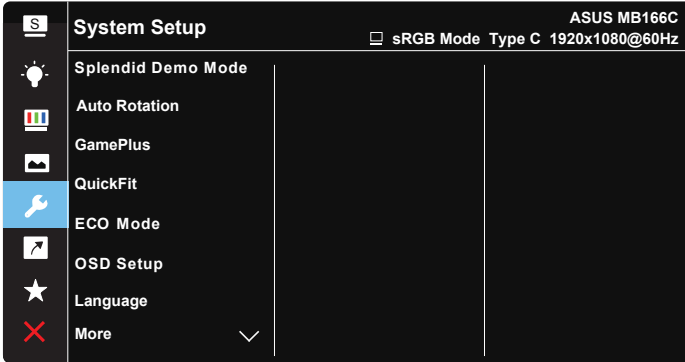 S
System Setup
ASUS MB166C
sRGB Mode Type C 1920x1080@60Hz
Splendid Demo Mode
Auto Rotation
GamePlus
QuickFit
ECO Mode
OSD Setup
Language
More